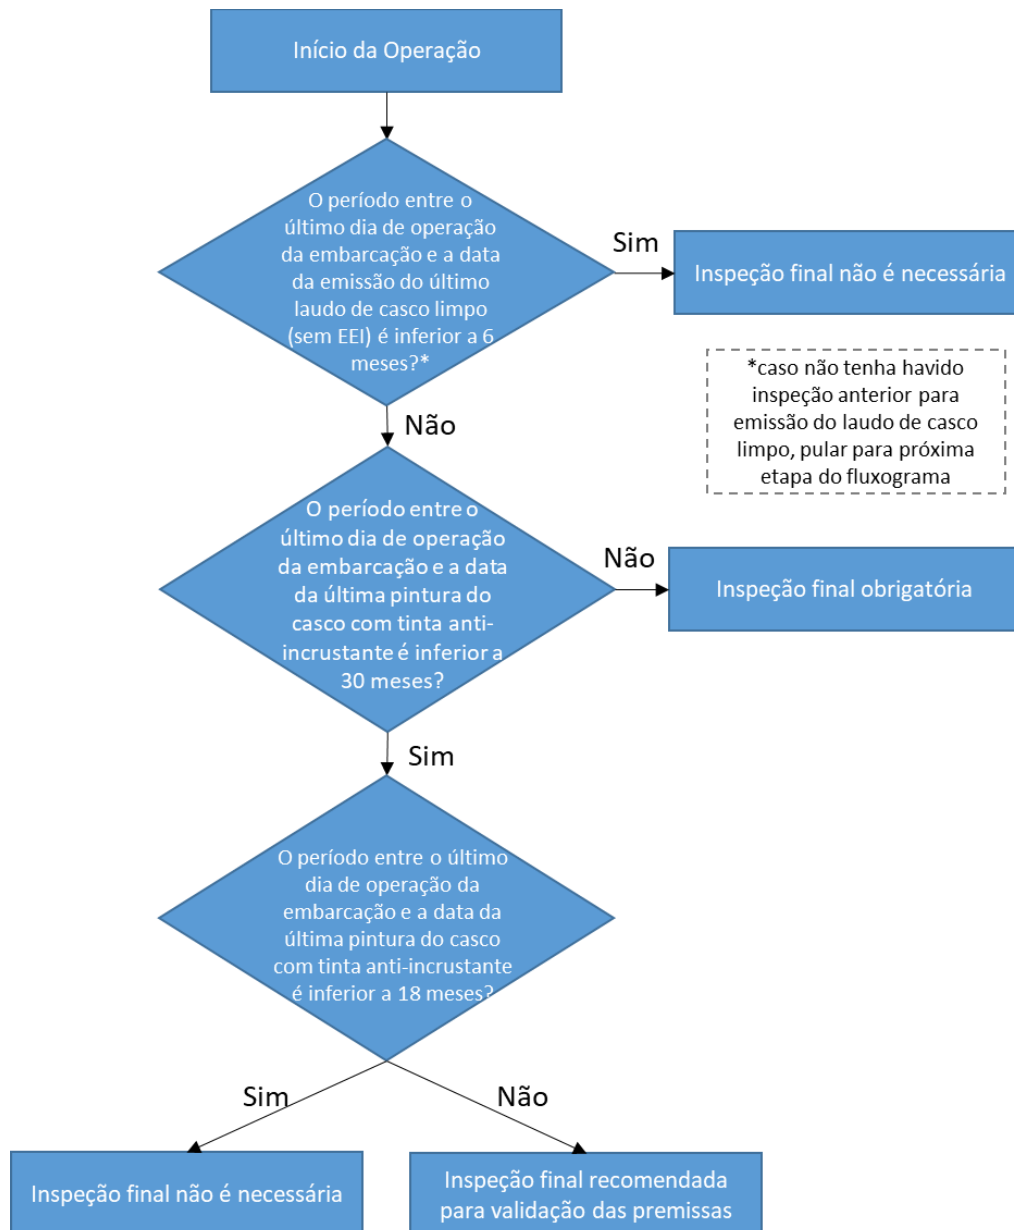 Início da Operação
O período entre o
último dia de operação
da embarcação e a data
da emissão do último
laudo de casco limpo
(sem EEI) é inferior a 6
meses?*
Sim
Inspeção final não é necessária
*caso não tenha havido
inspeção anterior para
emissão do laudo de casco
limpo, pular para próxima
etapa do fluxograma
Não
O período entre o
último dia de operação
da embarcação e a data
da última pintura do
casco com tinta anti-
incrustante é inferior a
30 meses?
Não
Inspeção final obrigatória
Sim
O período entre o último
dia de operação da
embarcação e a data da
última pintura do casco
com tinta anti-incrustante
é inferior a 18 meses?
Sim
Não
Inspeção final não é necessária
Inspeção final recomendada
para validação das premissas